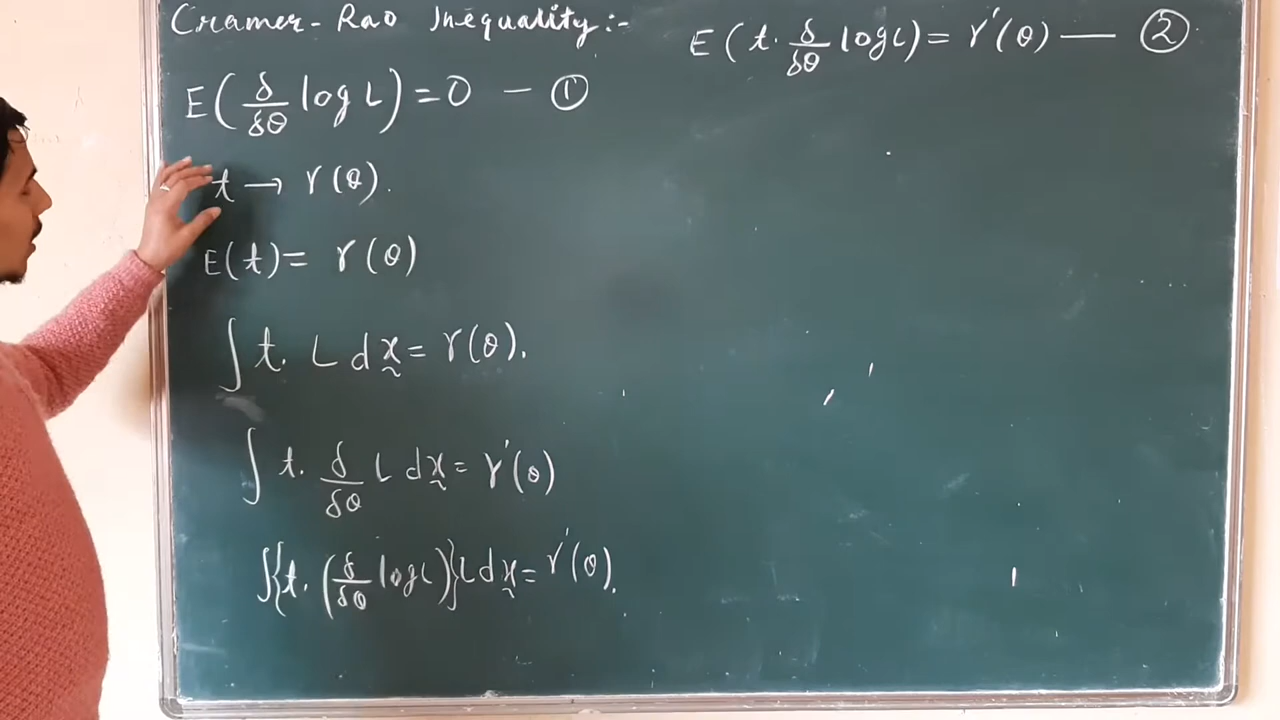 Cramer-Rao Inequality:-
E(δ/δθ log L) = 0 - ①
t → r(θ).
E(t) = r(θ)
∫ t. L dx̰ = r(θ).
∫ t. δ/δθ L dx̰ = r'(θ)
∫{t. (δ/δθ log L)} L dx̰ = r'(θ).
E(t. δ/δθ log L) = r'(θ) — ②